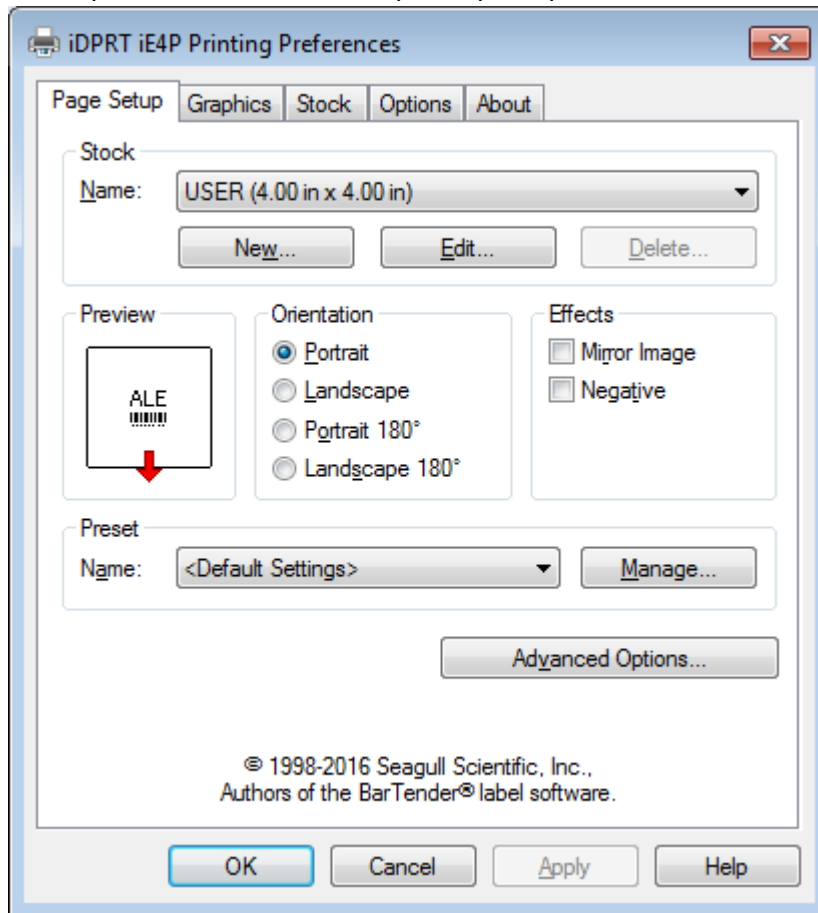 iDPRT iE4P Printing Preferences
Page Setup Graphics Stock Options About
Stock
Name: USER (4.00 in x 4.00 in)
New... Edit... Delete...
Preview Orientation Effects
Portrait Mirror Image
ALE Landscape Negative
Portrait 180°
Landscape 180°
Preset
Name: <Default Settings> Manage...
Advanced Options...
© 1998-2016 Seagull Scientific, Inc.,
Authors of the BarTender® label software.
OK Cancel Apply Help